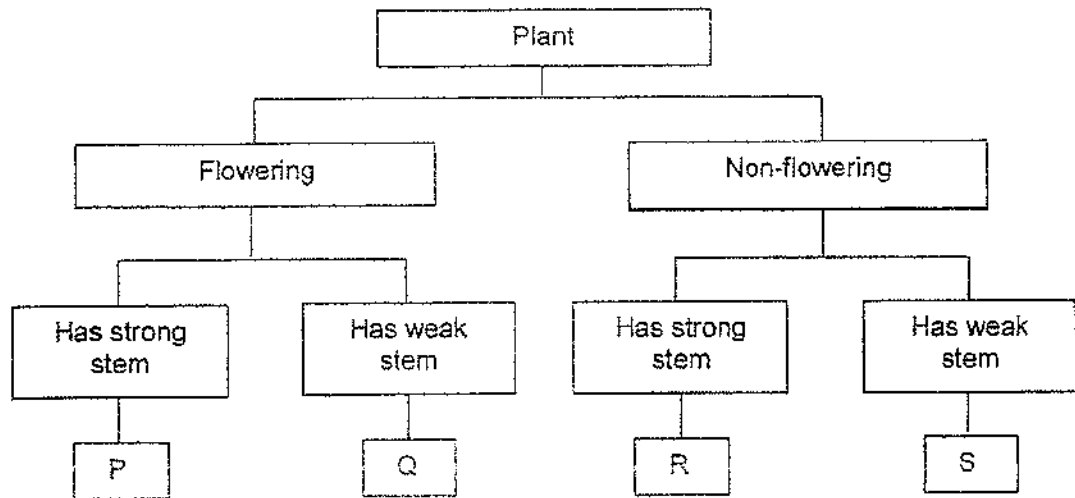 Plant
Flowering
Non-flowering
Has strong
stem
Has weak
stem
Has strong
stem
Has weak
stem
P
Q
R
S